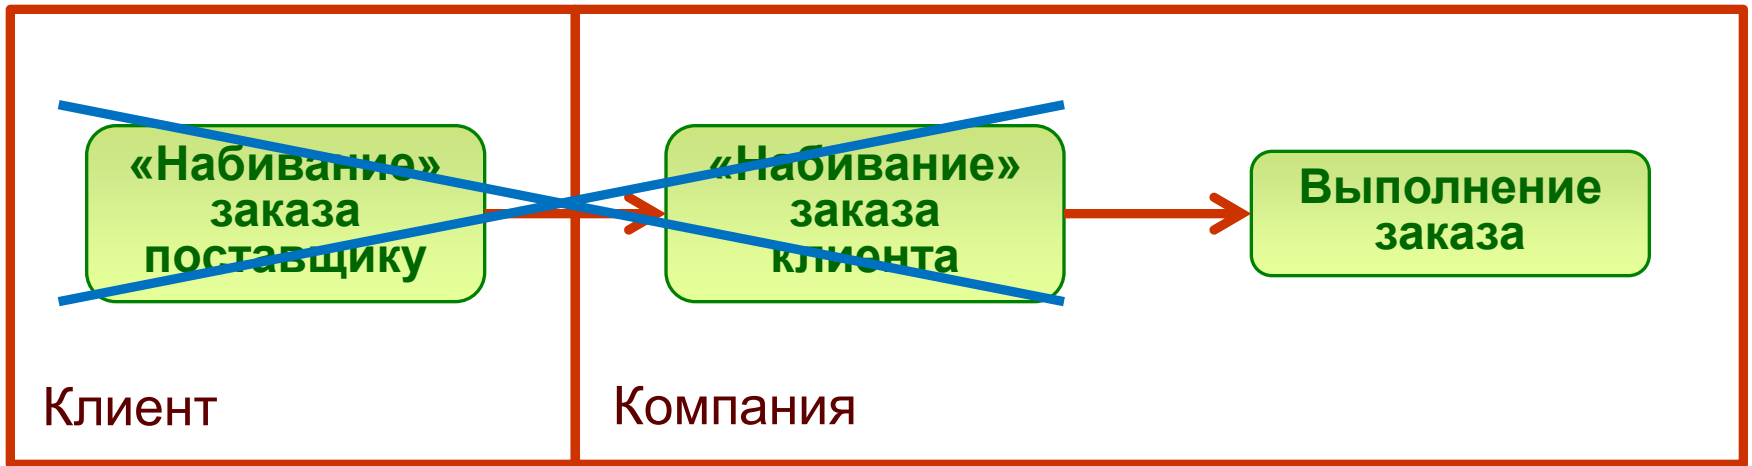 «Набивание»
заказа
поставщику
«Набивание»
заказа
клиента
Выполнение
заказа
Клиент
Компания